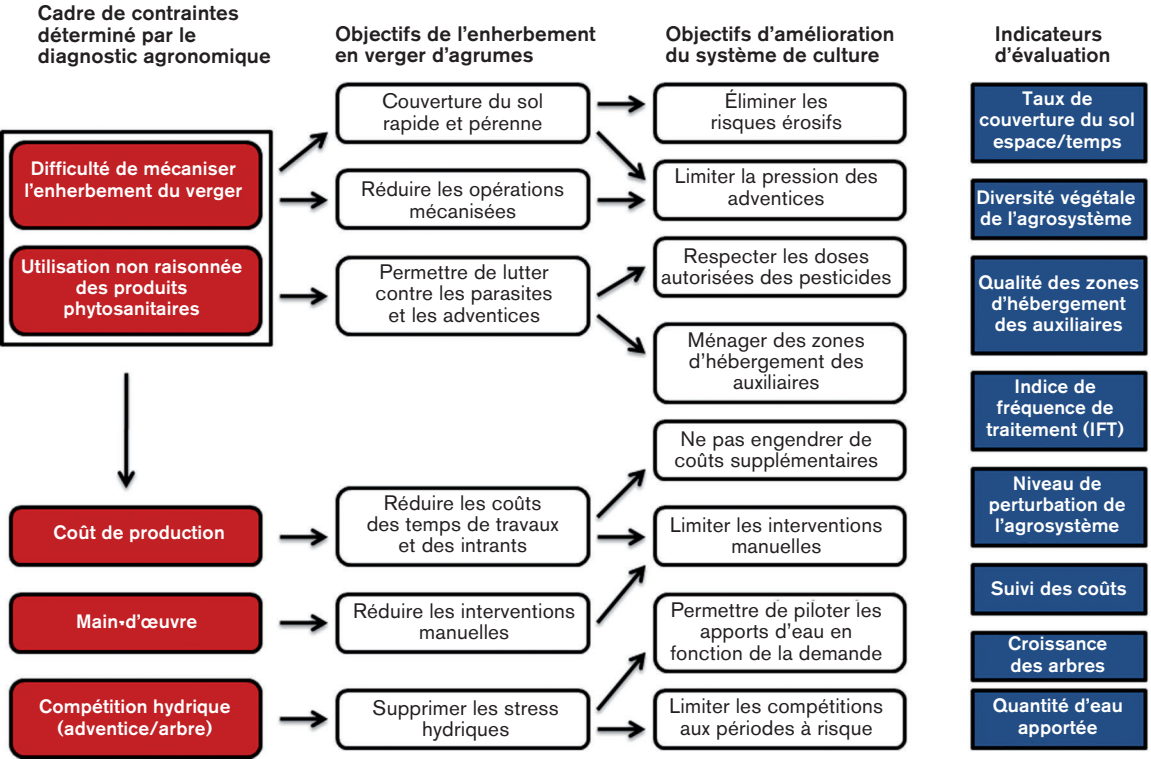 Cadre de contraintes
déterminé par le
diagnostic agronomique
Difficulté de mécaniser
l'enherbement du verger
Utilisation non raisonnée
des produits
phytosanitaires
Coût de production
Main-d'œuvre
Compétition hydrique
(adventice/arbre)
Objectifs de l'enherbement
en verger d'agrumes
Couverture du sol
rapide et pérenne
Réduire les opérations
mécanisées
Permettre de lutter
contre les parasites
et les adventices
Réduire les coûts
des temps de travaux
et des intrants
Réduire les interventions
manuelles
Supprimer les stress
hydriques
Objectifs d'amélioration
du système de culture
Éliminer les
risques érosifs
Limiter la pression des
adventices
Respecter les doses
autorisées des pesticides
Ménager des zones
d'hébergement des
auxiliaires
Ne pas engendrer de
coûts supplémentaires
Limiter les interventions
manuelles
Permettre de piloter les
apports d'eau en
fonction de la demande
Limiter les compétitions
aux périodes à risque
Indicateurs
d'évaluation
Taux de
couverture du sol
espace/temps
Diversité végétale
de l'agrosystème
Qualité des zones
d'hébergement
des auxiliaires
Indice de
fréquence de
traitement (IFT)
Niveau de
perturbation de
l'agrosystème
Suivi des coûts
Croissance
des arbres
Quantité d'eau
apportée